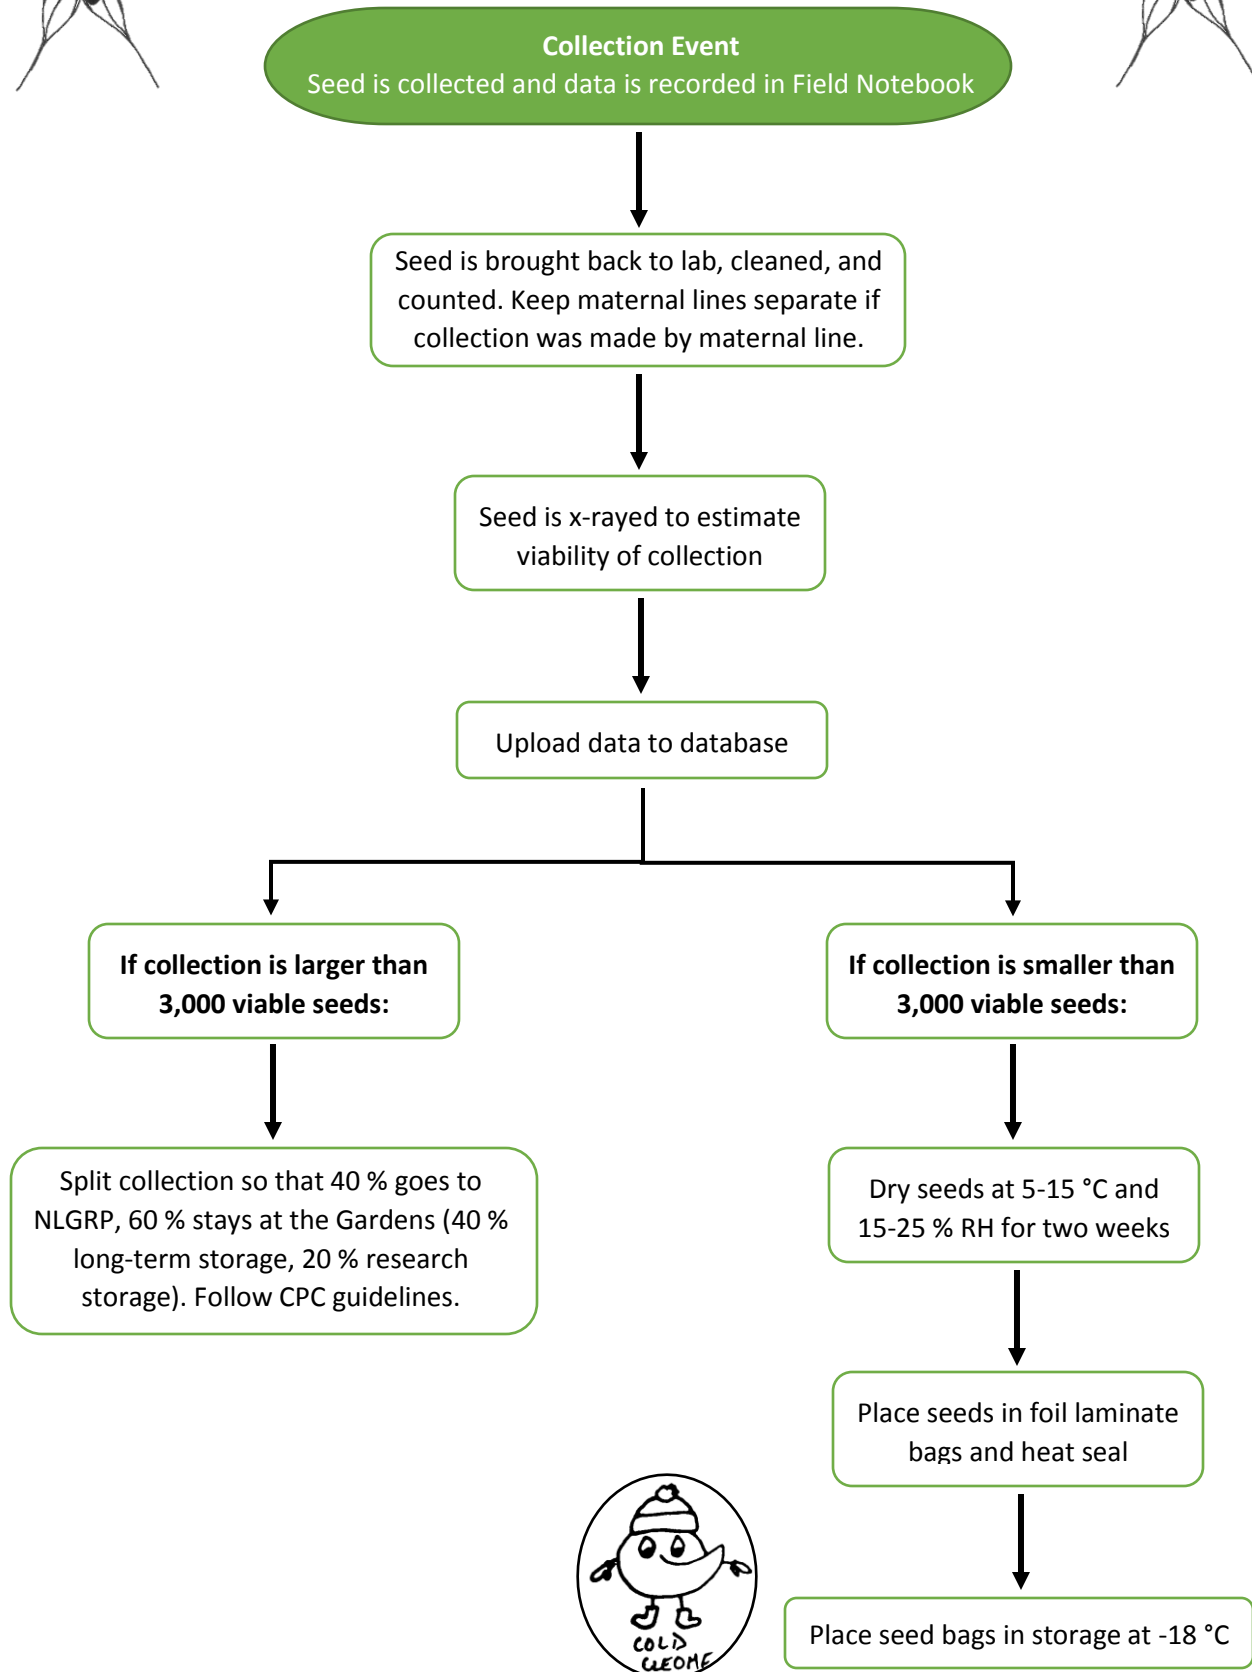 Collection Event
Seed is collected and data is recorded in Field Notebook
Seed is brought back to lab, cleaned, and
counted. Keep maternal lines separate if
collection was made by maternal line.
Seed is x-rayed to estimate
viability of collection
Upload data to database
If collection is larger than
3,000 viable seeds:
Split collection so that 40 % goes to
NLGRP, 60 % stays at the Gardens (40 %
long-term storage, 20 % research
storage). Follow CPC guidelines.
If collection is smaller than
3,000 viable seeds:
Dry seeds at 5-15 °C and
15-25 % RH for two weeks
Place seeds in foil laminate
bags and heat seal
Place seed bags in storage at -18 °C
COLD
CLEOME